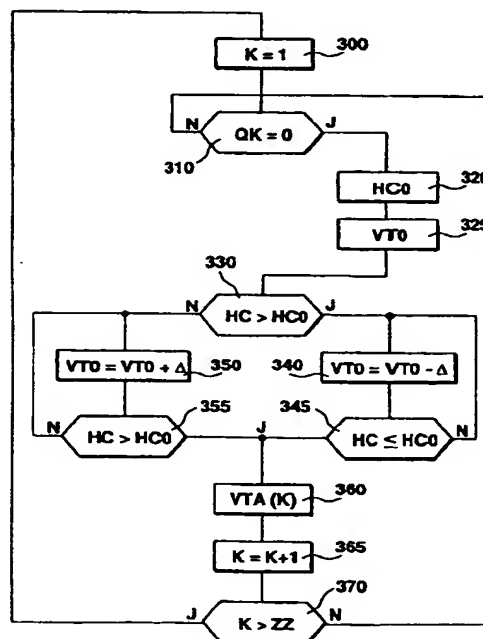 K = 1
300
N
QK = 0
J
310
HC0
320
VT0
325
330
N
HC > HC0
J
VT0 = VT0 + Δ
350
340
VT0 = VT0 - Δ
355
345
N
HC > HC0
J
HC ≤ HC0
N
VTA (K)
360
K = K+1
365
370
J
K > ZZ
N